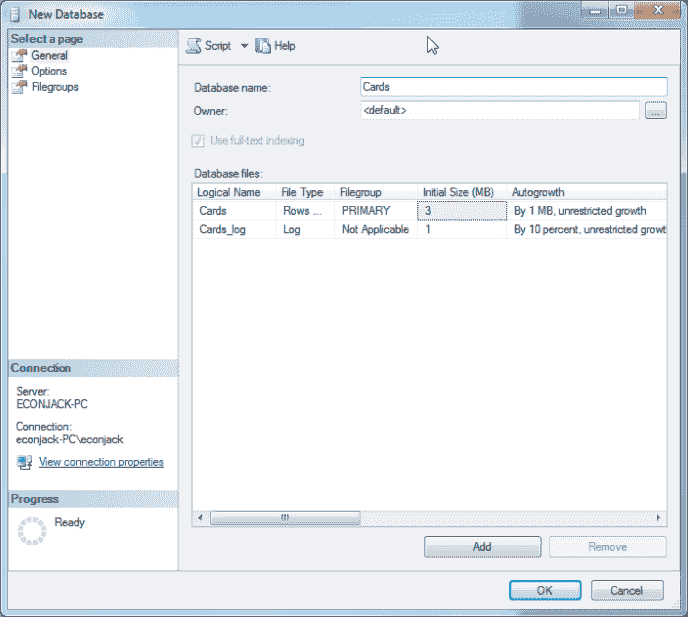 New Database
Select a page
General
Options
Filegroups
Script Help
Database name: Cards
Owner: <default> ...
Use full-text indexing
Database files:
Logical Name File Type Filegroup Initial Size (MB) Autogrowth
Cards Rows ... PRIMARY 3 By 1 MB, unrestricted growth
Cards_log Log Not Applicable 1 By 10 percent, unrestricted growt
Connection
Server:
ECONJACK-PC
Connection:
econjack-PC\econjack
View connection properties
Progress
Ready
Add Remove
OK Cancel